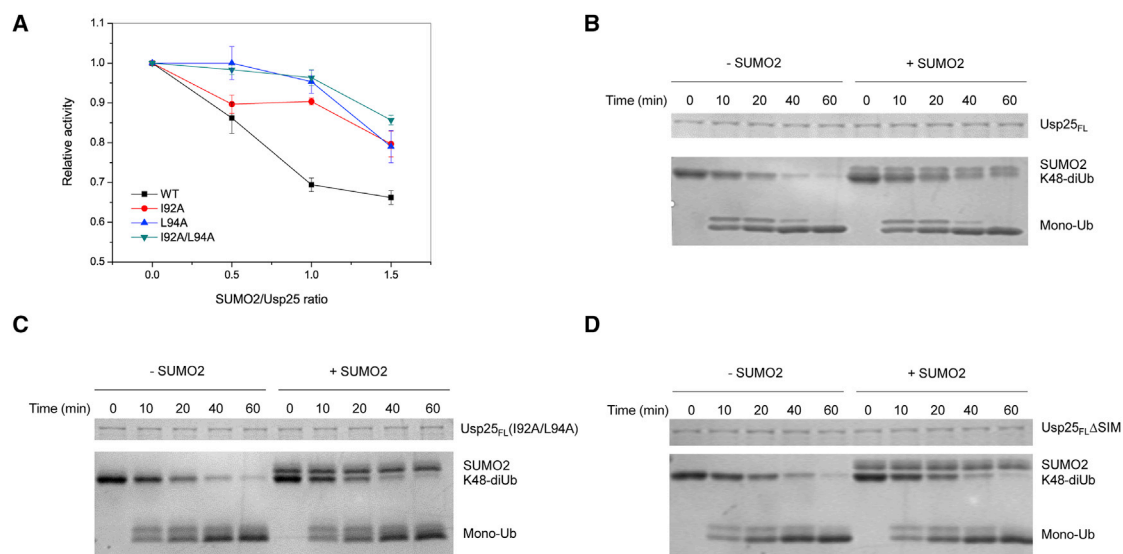 A
1.1
1.0
0.9
0.8
0.7
0.6
0.5
Relative activity
WT
I92A
L94A
I92A/L94A
0.0 0.5 1.0 1.5
SUMO2/Usp25 ratio
B
- SUMO2 + SUMO2
Time (min) 0 10 20 40 60 0 10 20 40 60
Usp25FL
SUMO2
K48-diUb
Mono-Ub
C
- SUMO2 + SUMO2
Time (min) 0 10 20 40 60 0 10 20 40 60
Usp25FL(I92A/L94A)
SUMO2
K48-diUb
Mono-Ub
D
- SUMO2 + SUMO2
Time (min) 0 10 20 40 60 0 10 20 40 60
Usp25FLΔSIM
SUMO2
K48-diUb
Mono-Ub